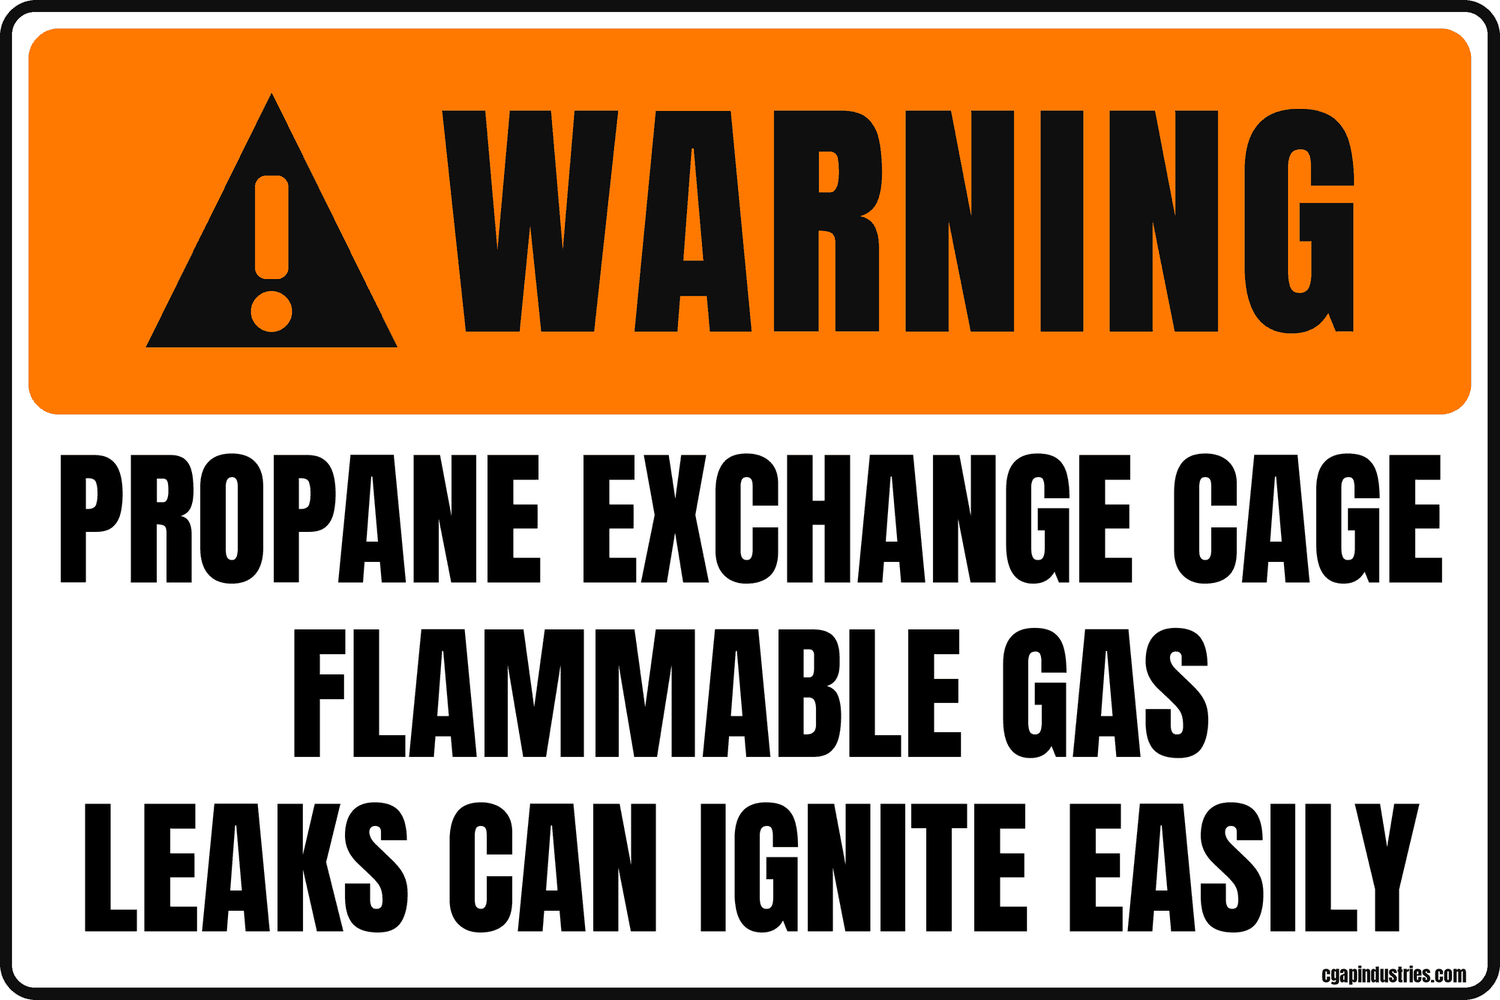 WARNING
PROPANE EXCHANGE CAGE
FLAMMABLE GAS
LEAKS CAN IGNITE EASILY
cgapindustries.com